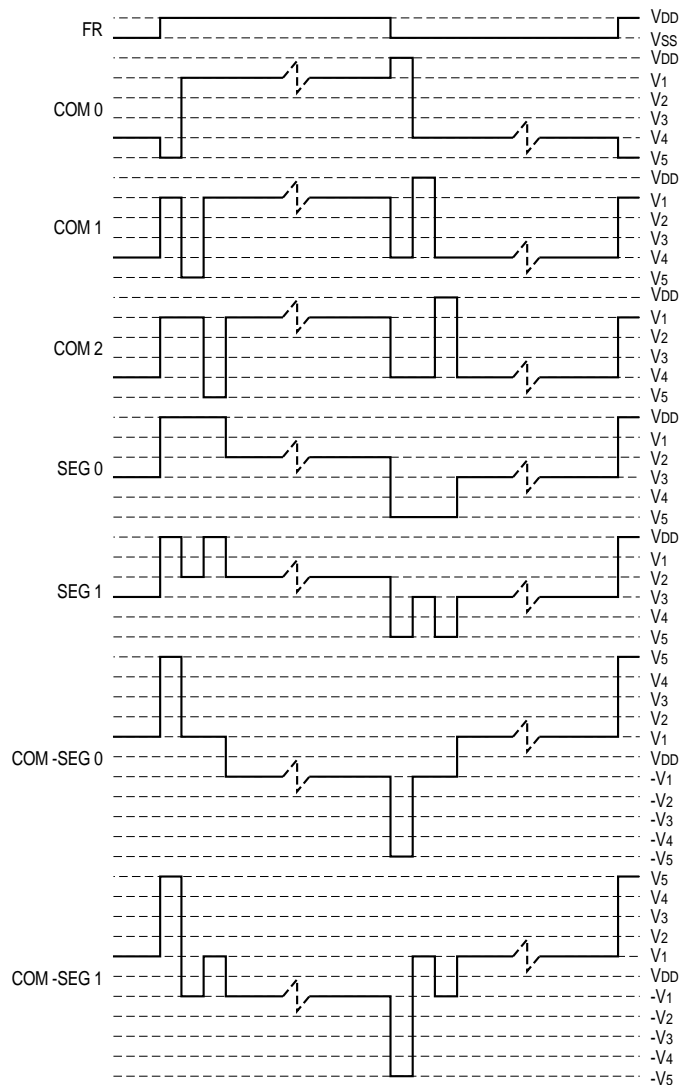 FR
VDD
VSS
COM 0
VDD
V1
V2
V3
V4
V5
COM 1
VDD
V1
V2
V3
V4
V5
COM 2
VDD
V1
V2
V3
V4
V5
SEG 0
VDD
V1
V2
V3
V4
V5
SEG 1
VDD
V1
V2
V3
V4
V5
COM -SEG 0
V5
V4
V3
V2
V1
VDD
-V1
-V2
-V3
-V4
-V5
COM -SEG 1
V5
V4
V3
V2
V1
VDD
-V1
-V2
-V3
-V4
-V5